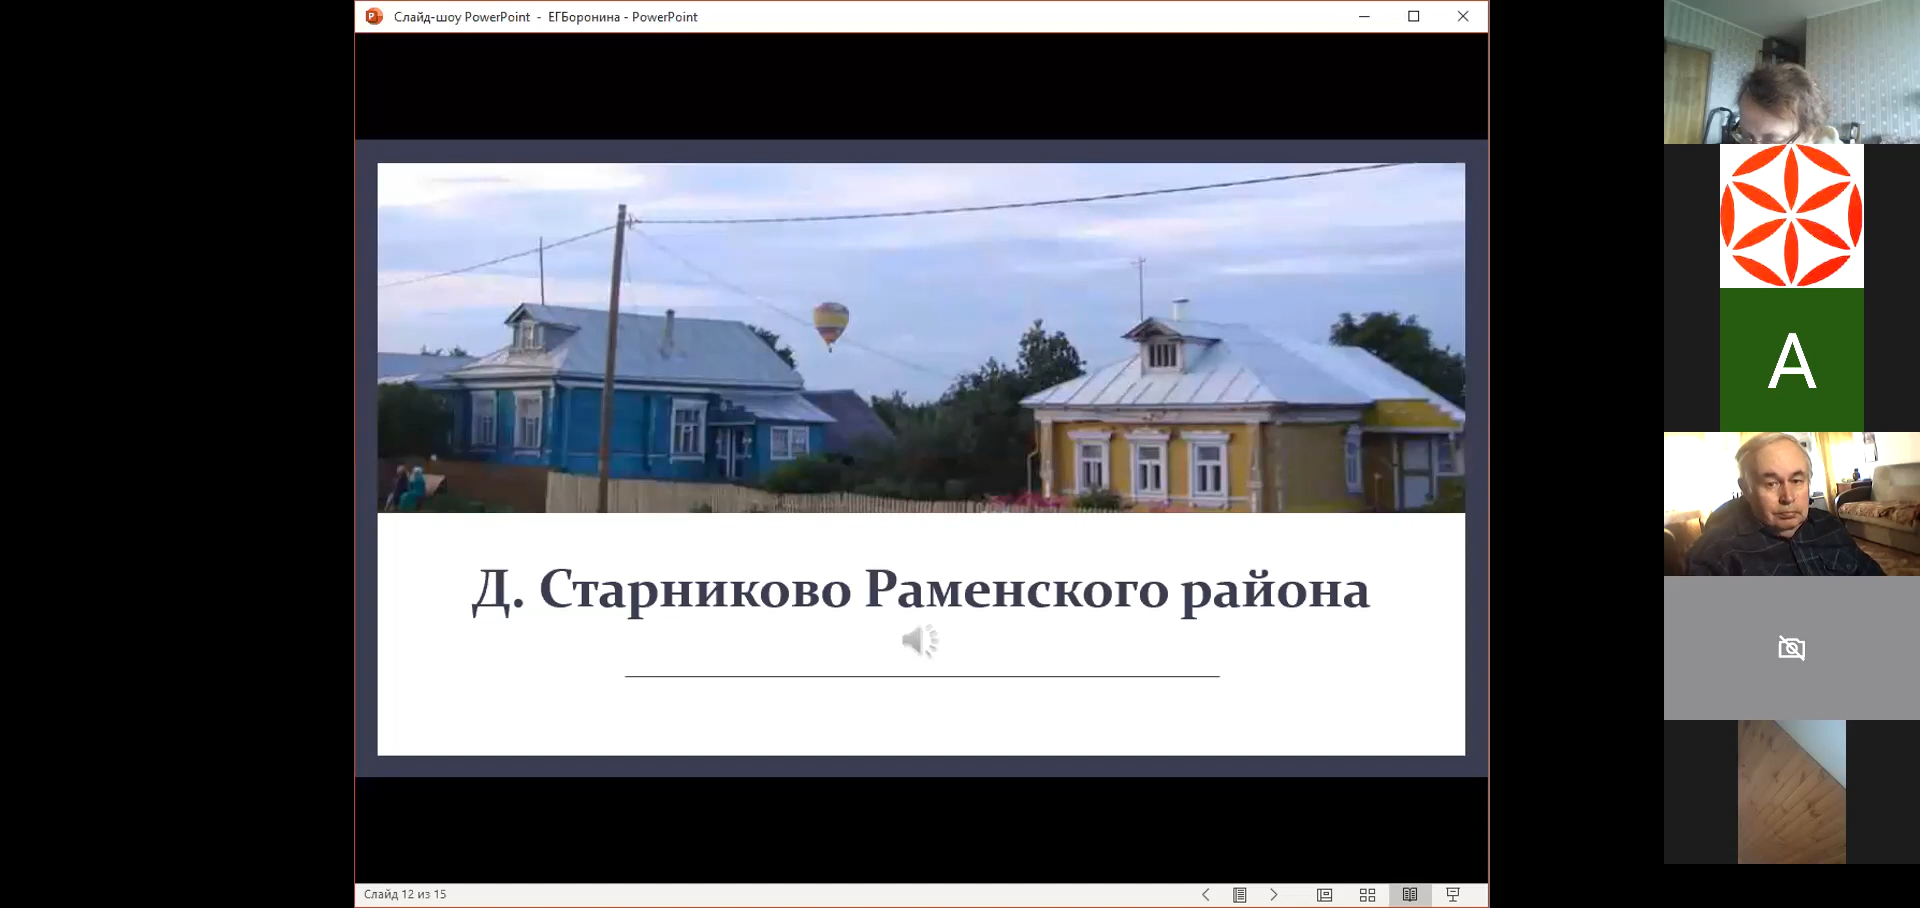 Слайд-шоу PowerPoint - ЕГБоронина - PowerPoint
Д. Старниково Раменского района
Слайд 12 из 15
A